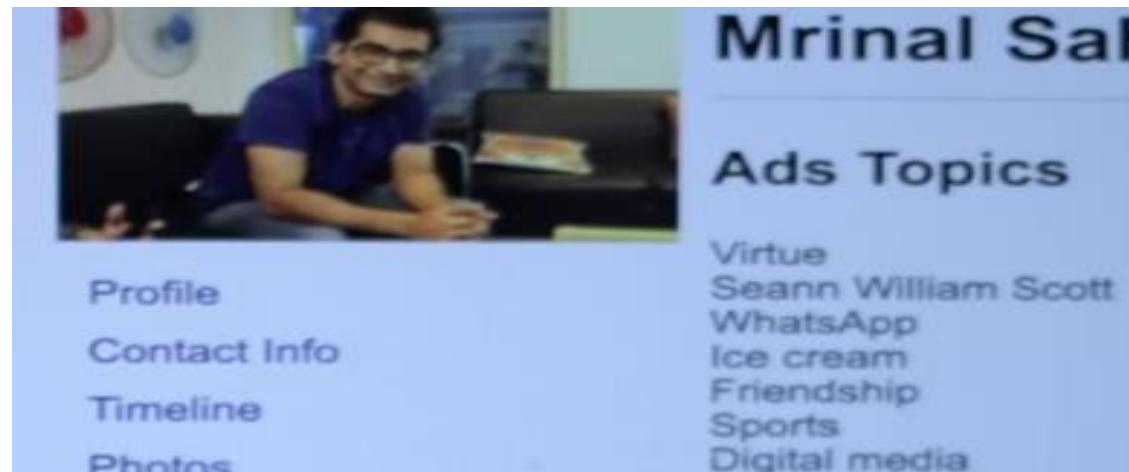 Mrinal
Ads Topics
Virtue
Seann William Scott
WhatsApp
Ice cream
Friendship
Sports
Digital media
Profile
Contact Info
Timeline
Photos